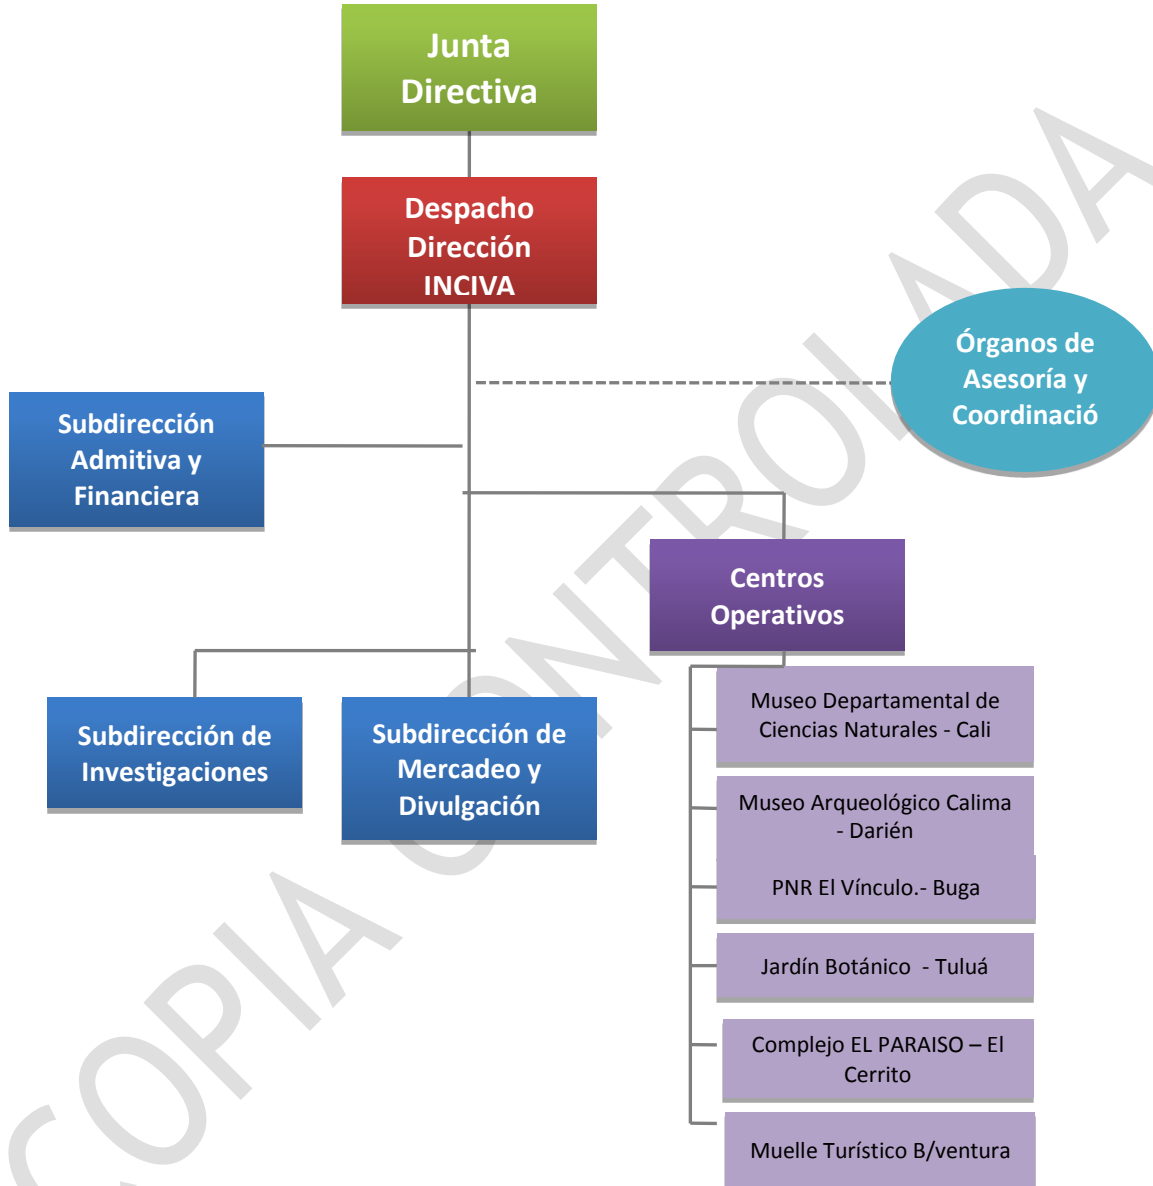 Junta
Directiva
Despacho
Dirección
INCIVA
Órganos de
Asesoría y
Coordinació
Subdirección
Admitiva y
Financiera
Centros
Operativos
Subdirección de
Investigaciones
Subdirección de
Mercadeo y
Divulgación
Museo Departamental de
Ciencias Naturales - Cali
Museo Arqueológico Calima
- Darién
PNR El Vínculo.- Buga
Jardín Botánico - Tuluá
Complejo EL PARAISO – El
Cerrito
Muelle Turístico B/ventura
COPIA CONTROLADA